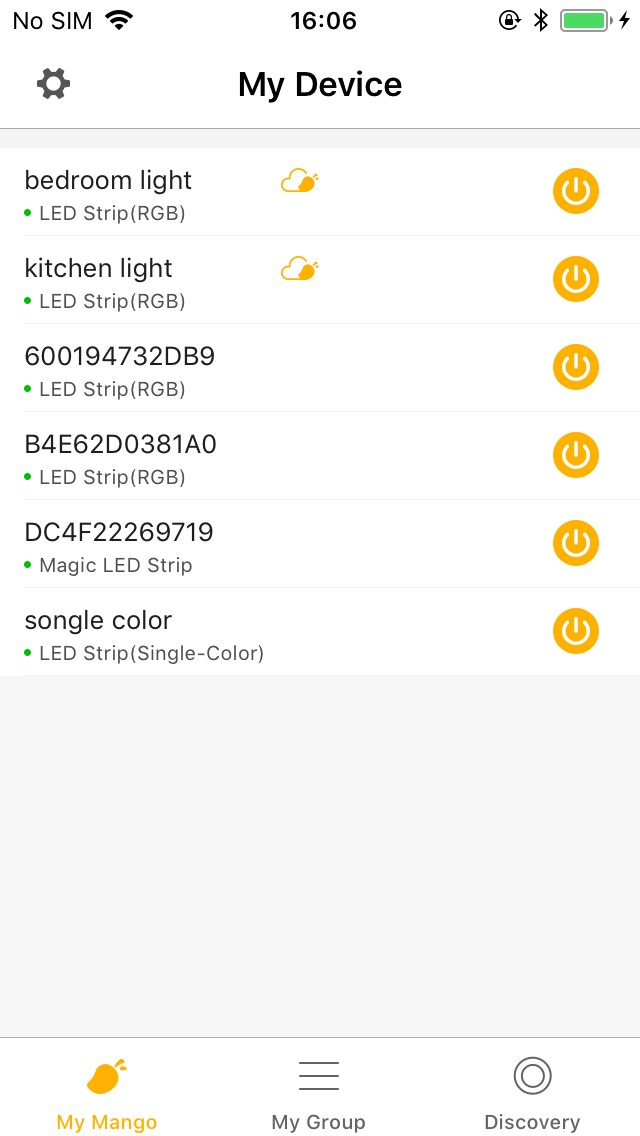 No SIM 16:06
My Device
bedroom light
LED Strip(RGB)
kitchen light
LED Strip(RGB)
600194732DB9
LED Strip(RGB)
B4E62D0381A0
LED Strip(RGB)
DC4F22269719
Magic LED Strip
songle color
LED Strip(Single-Color)
My Mango My Group Discovery